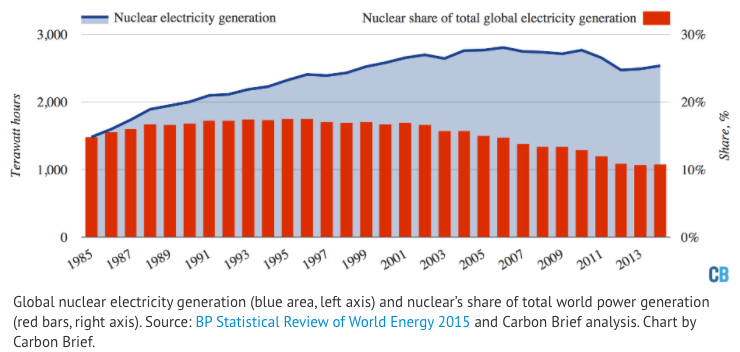 Nuclear electricity generation
Nuclear share of total global electricity generation
3,000
30%
2,000
20%
1,000
10%
0
0%
Terawatt hours
Share, %
1985
1987
1989
1991
1993
1995
1997
1999
2001
2003
2005
2007
2009
2011
2013
CB
Global nuclear electricity generation (blue area, left axis) and nuclear's share of total world power generation
(red bars, right axis). Source: BP Statistical Review of World Energy 2015 and Carbon Brief analysis. Chart by
Carbon Brief.